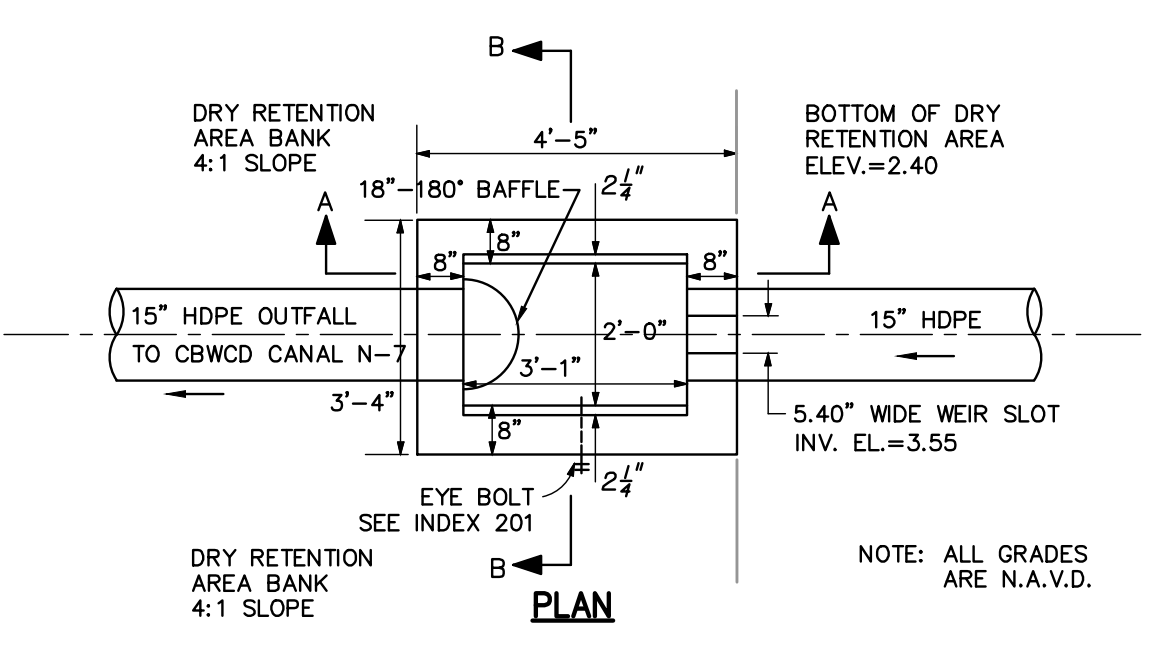 B
DRY RETENTION
AREA BANK
4:1 SLOPE
4'-5"
BOTTOM OF DRY
RETENTION AREA
ELEV.=2.40
18"-180° BAFFLE
2 1/4"
A
A
8"
8"
8"
15" HDPE OUTFALL
TO CBWCD CANAL N-7
2'-0"
15" HDPE
3'-1"
3'-4"
8"
5.40" WIDE WEIR SLOT
INV. EL.=3.55
2 1/4"
EYE BOLT
SEE INDEX 201
DRY RETENTION
AREA BANK
4:1 SLOPE
B
PLAN
NOTE: ALL GRADES
ARE N.A.V.D.